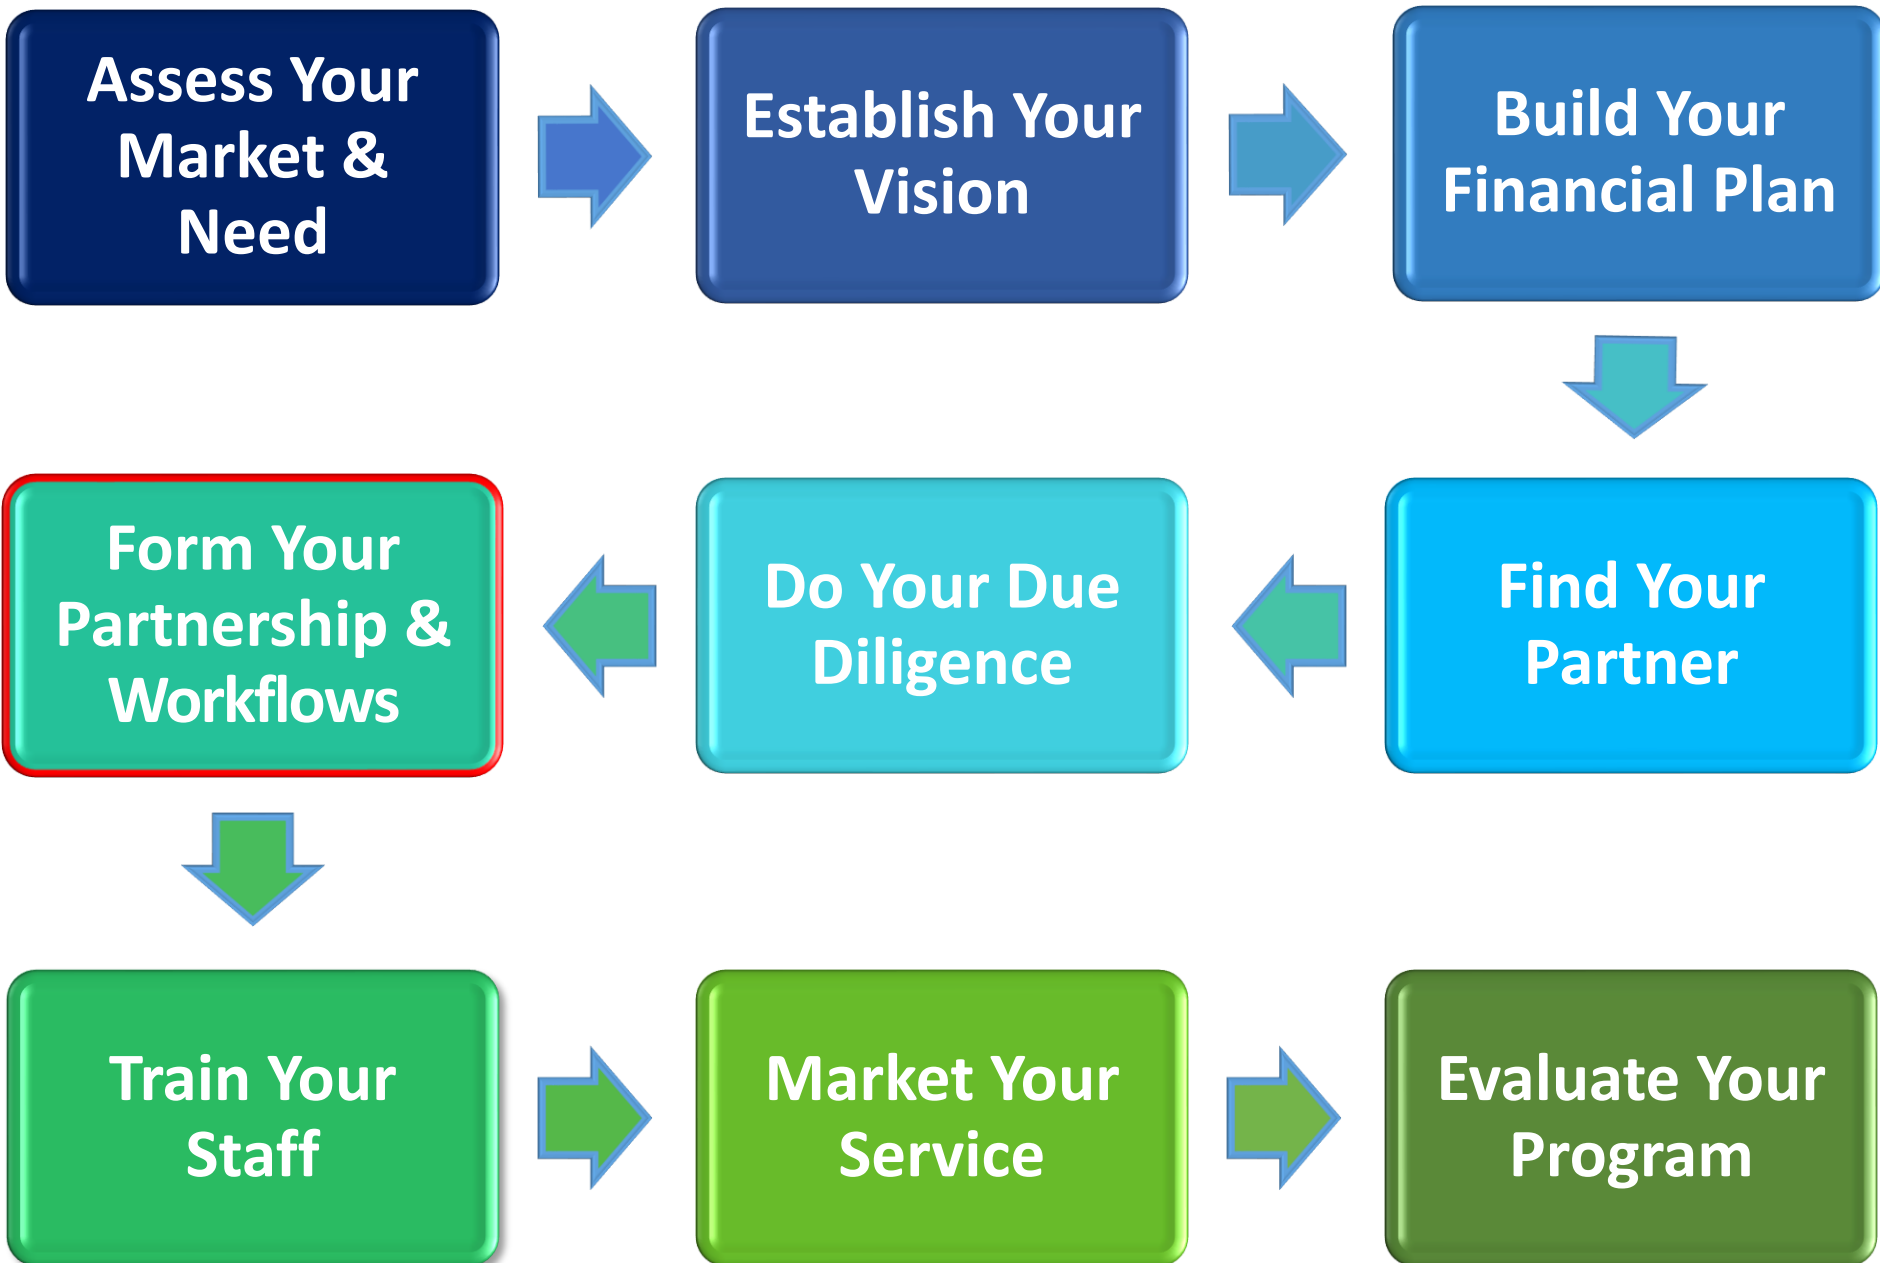 Assess Your
Market &
Need
Establish Your
Vision
Build Your
Financial Plan
Find Your
Partner
Do Your Due
Diligence
Form Your
Partnership &
Workflows
Train Your
Staff
Market Your
Service
Evaluate Your
Program